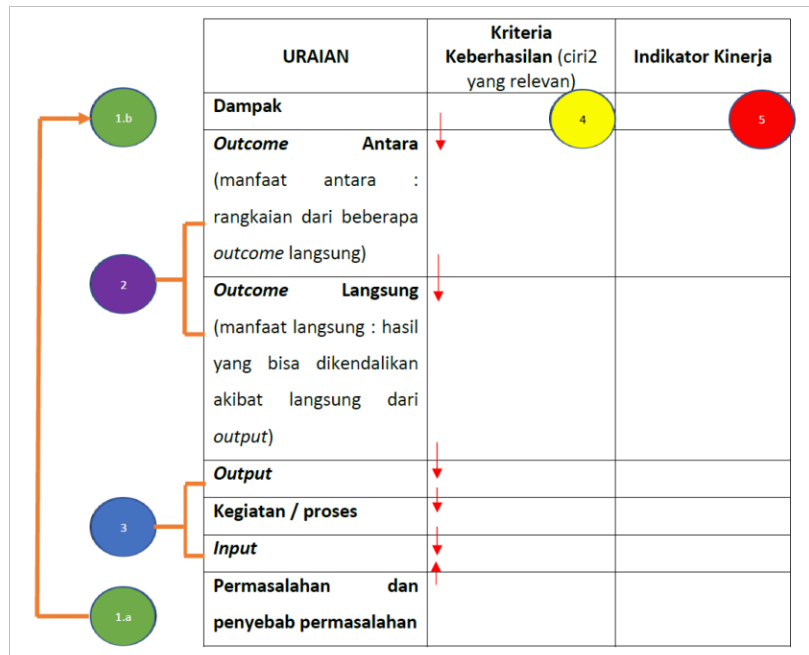 URAIAN
Kriteria
Keberhasilan (ciri2
yang relevan)
Indikator Kinerja
1.b
Dampak
4
5
Outcome Antara
(manfaat antara :
rangkaian dari beberapa
outcome langsung)
2
Outcome Langsung
(manfaat langsung : hasil
yang bisa dikendalikan
akibat langsung dari
output)
Output
3
Kegiatan / proses
Input
1.a
Permasalahan dan
penyebab permasalahan